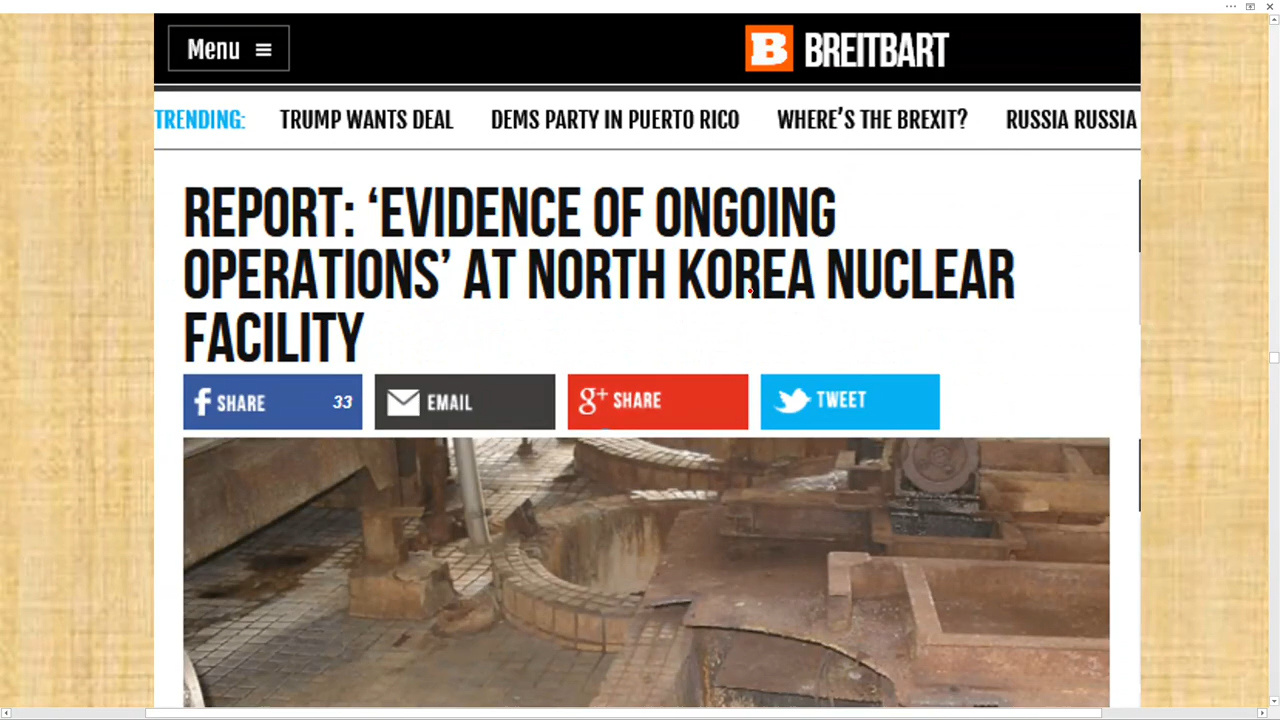 Menu
B BREITBART
TRENDING: TRUMP WANTS DEAL DEMS PARTY IN PUERTO RICO WHERE'S THE BREXIT? RUSSIA RUSSIA
REPORT: ‘EVIDENCE OF ONGOING
OPERATIONS’ AT NORTH KOREA NUCLEAR
FACILITY
f SHARE 33 EMAIL g+ SHARE TWEET